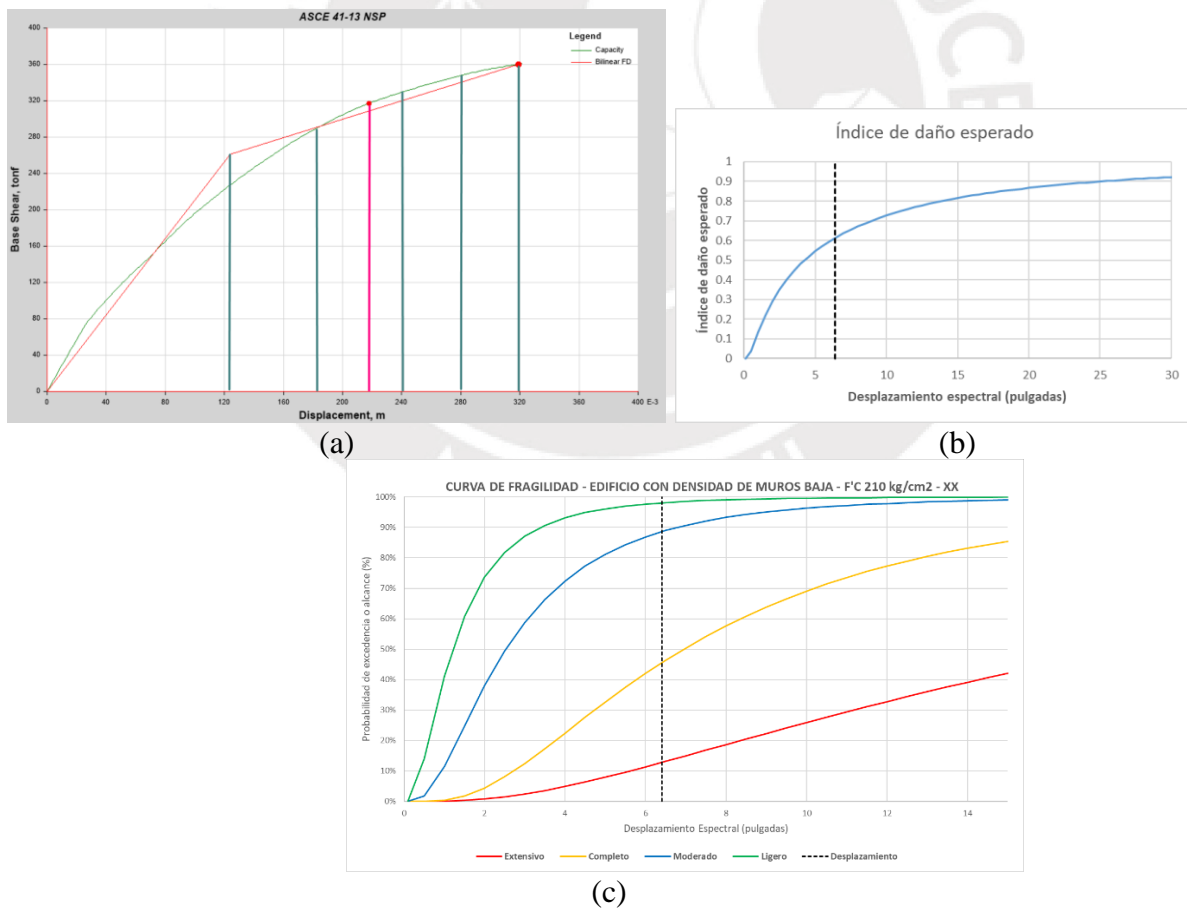 ASCE 41-13 NSP
Legend
Capacity
Bilinear FD
Base Shear, tonf
400
360
320
280
240
200
160
120
80
40
0
0 40 80 120 160 200 240 280 320 360 400 E-3
Displacement, m
(a)
Índice de daño esperado
Índice de daño esperado
1
0.9
0.8
0.7
0.6
0.5
0.4
0.3
0.2
0.1
0
0 5 10 15 20 25 30
Desplazamiento espectral (pulgadas)
(b)
CURVA DE FRAGILIDAD - EDIFICIO CON DENSIDAD DE MUROS BAJA - F'C 210 kg/cm2 - XX
Probabilidad de excedencia o alcance (%)
100%
90%
80%
70%
60%
50%
40%
30%
20%
10%
0%
0 2 4 6 8 10 12 14
Desplazamiento Espectral (pulgadas)
Extensivo Completo Moderado Ligero Desplazamiento
(c)